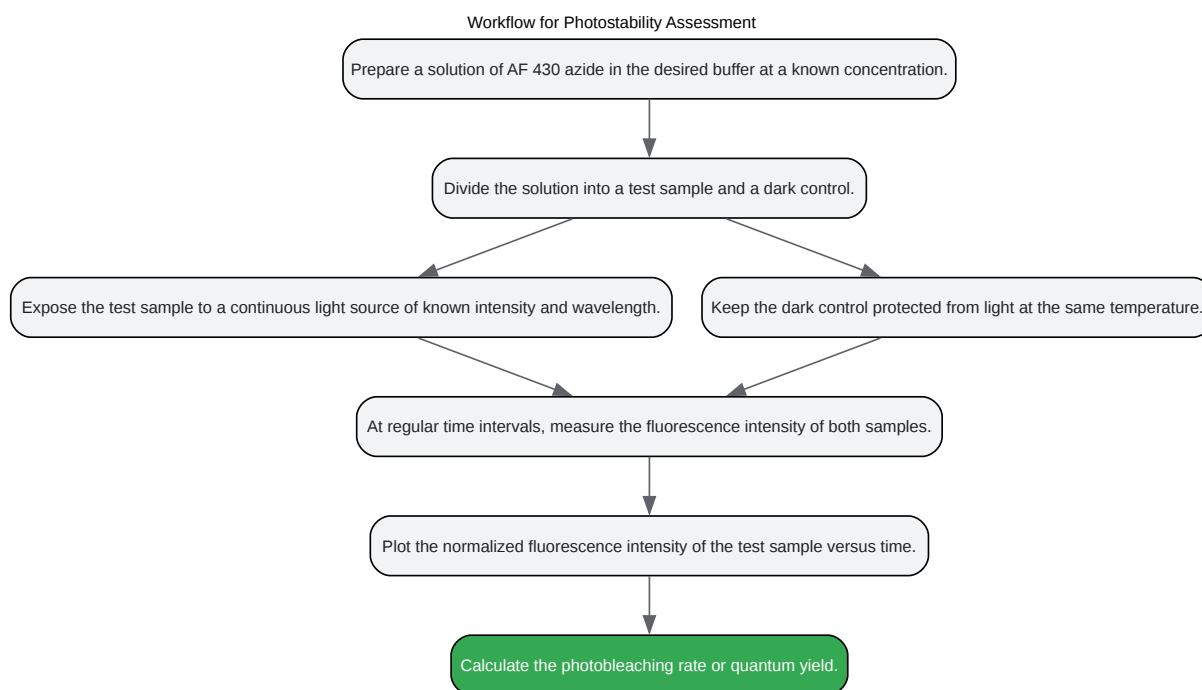 Workflow for Photostability Assessment
Prepare a solution of AF 430 azide in the desired buffer at a known concentration.
Divide the solution into a test sample and a dark control.
Expose the test sample to a continuous light source of known intensity and wavelength.
Keep the dark control protected from light at the same temperature.
At regular time intervals, measure the fluorescence intensity of both samples.
Plot the normalized fluorescence intensity of the test sample versus time.
Calculate the photobleaching rate or quantum yield.